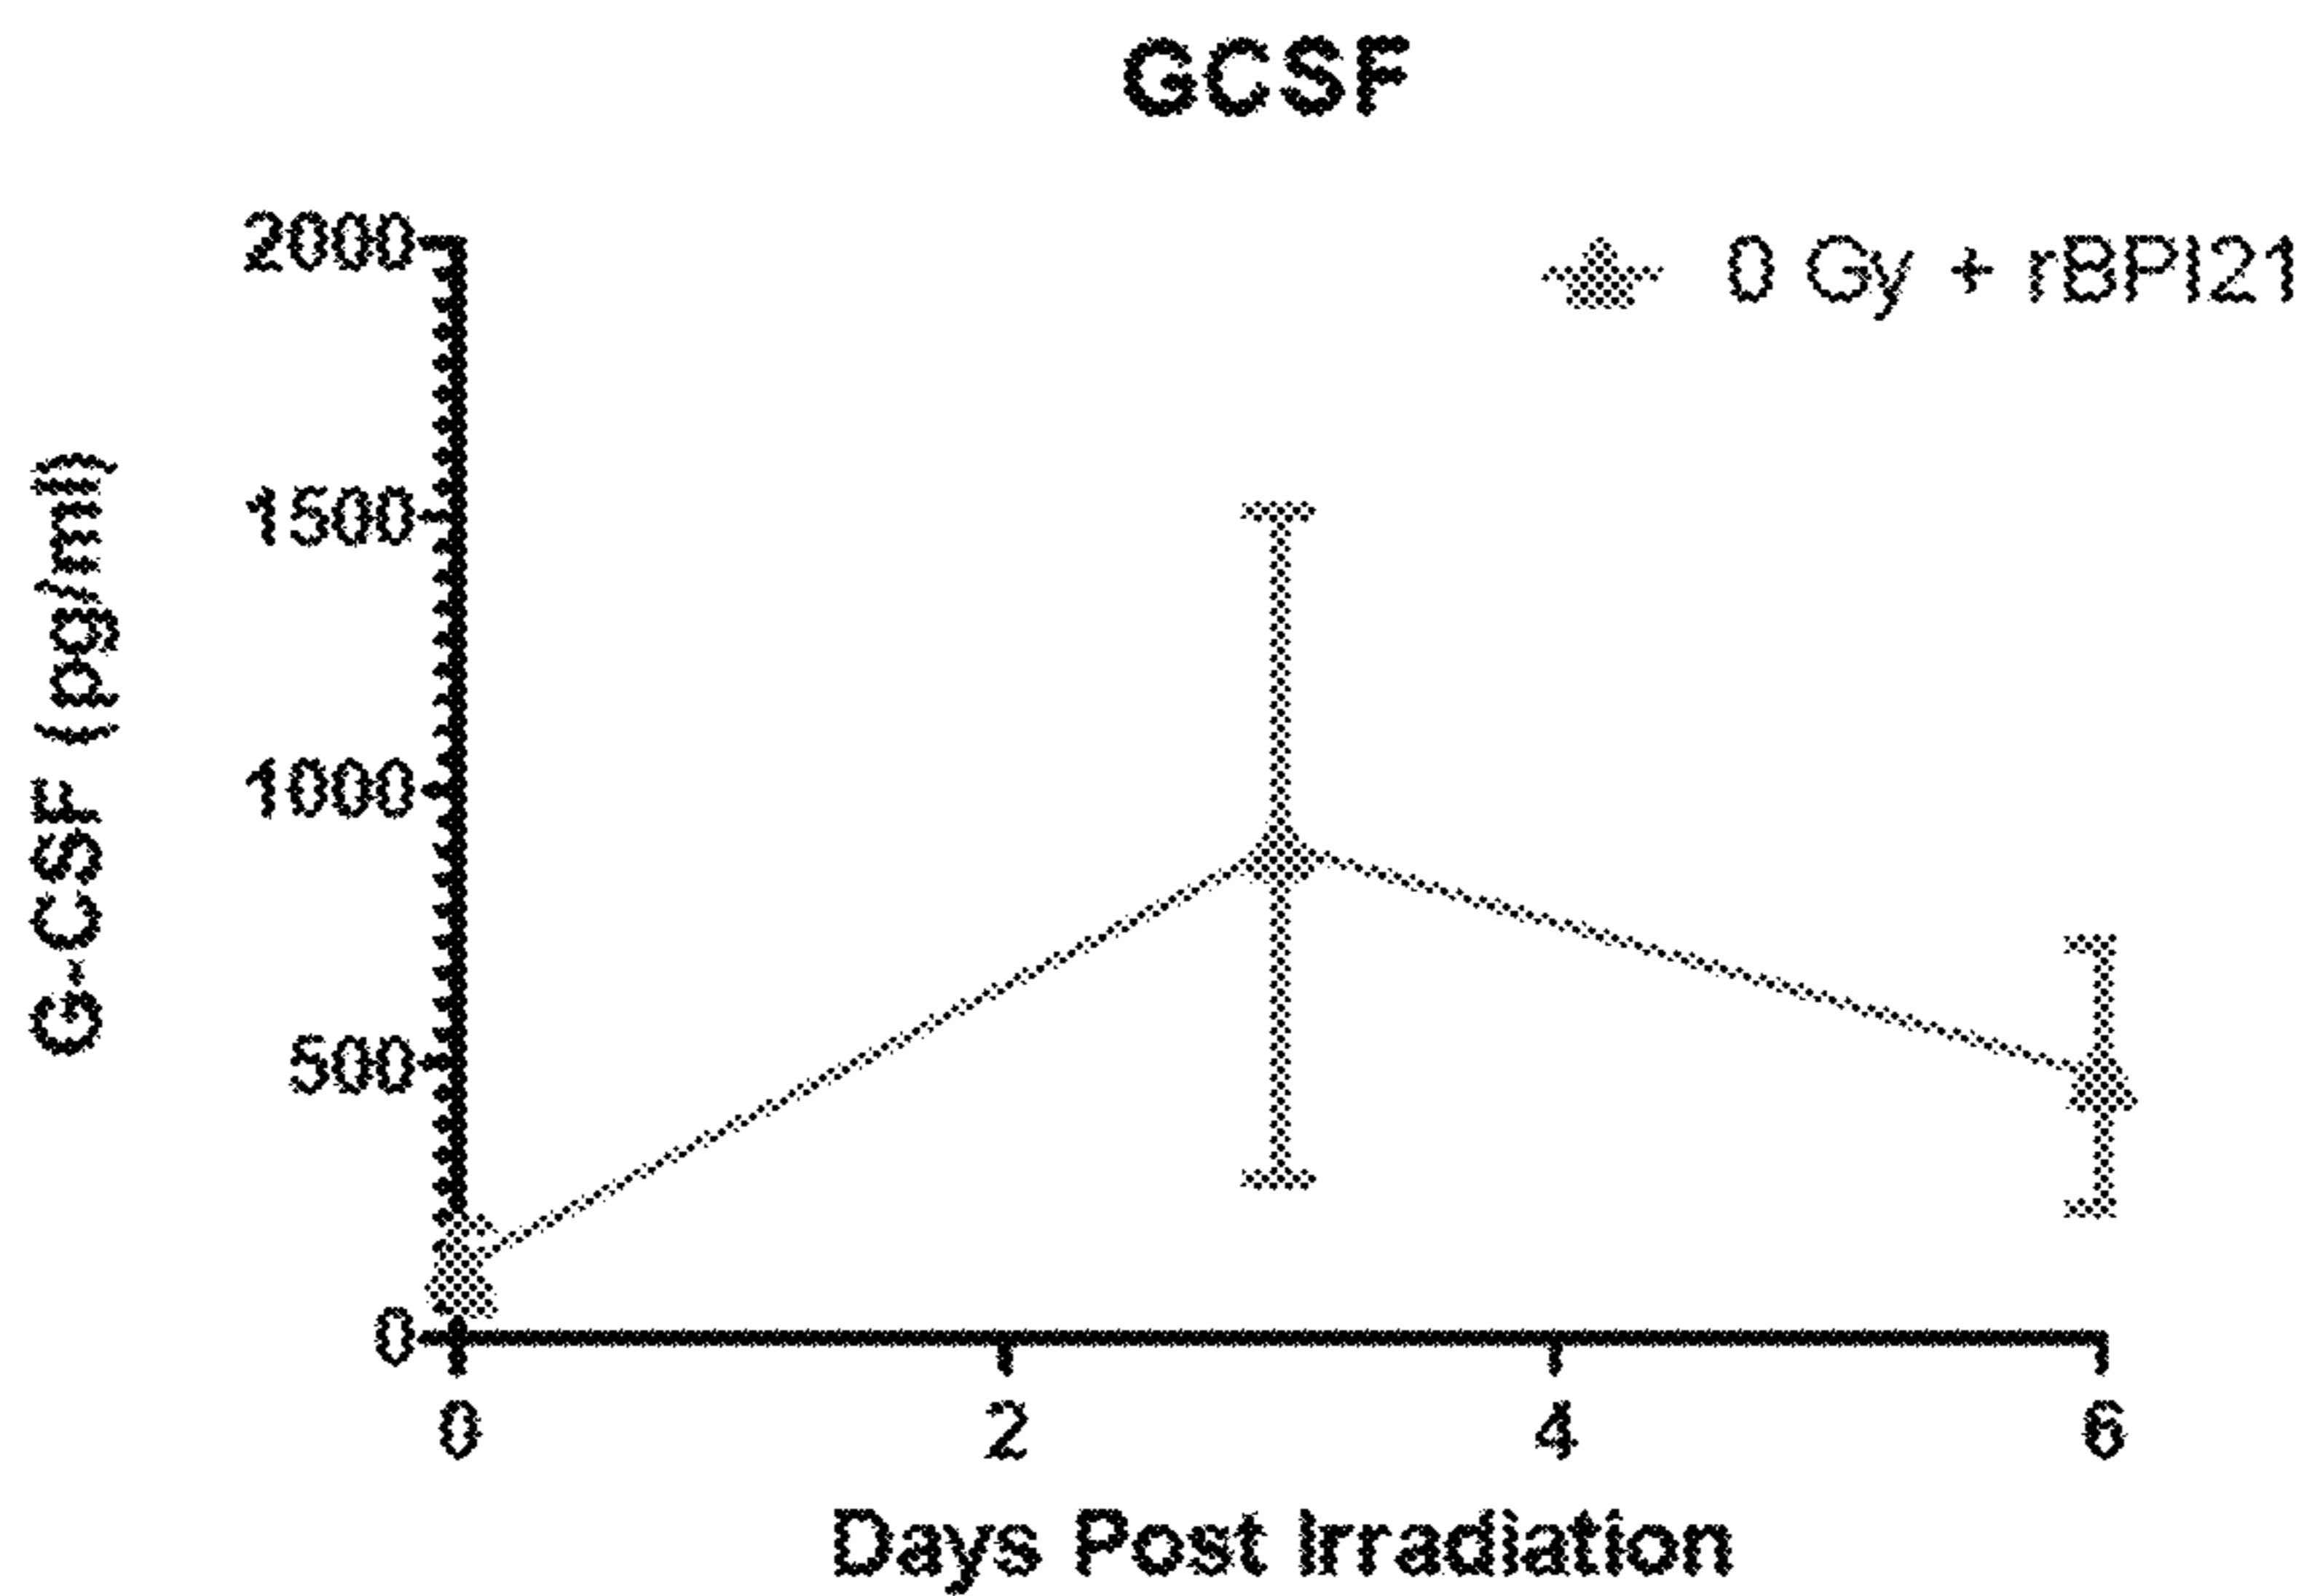 GCSF
0 Gy + rBPI21
G-CSF ( pg/ml)
2000
1500
1000
500
0
0 2 4 6
Days Post Irradiation